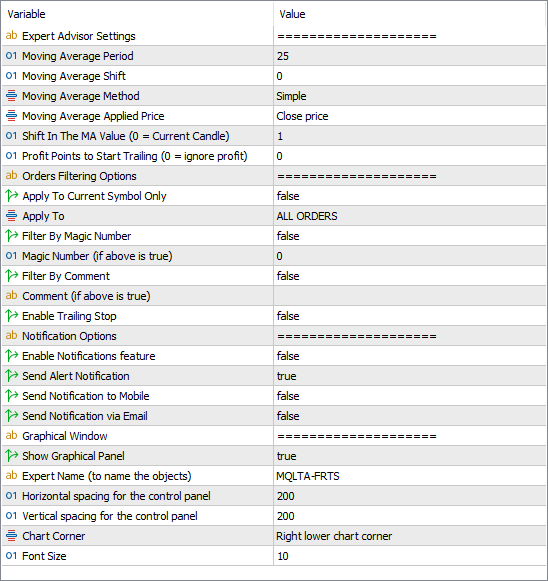 Variable Value
ab Expert Advisor Settings ====================
01 Moving Average Period 25
01 Moving Average Shift 0
Moving Average Method Simple
Moving Average Applied Price Close price
01 Shift In The MA Value (0 = Current Candle) 1
01 Profit Points to Start Trailing (0 = ignore profit) 0
ab Orders Filtering Options ====================
Apply To Current Symbol Only false
Apply To ALL ORDERS
Filter By Magic Number false
01 Magic Number (if above is true) 0
Filter By Comment false
ab Comment (if above is true)
Enable Trailing Stop false
ab Notification Options ====================
Enable Notifications feature false
Send Alert Notification true
Send Notification to Mobile false
Send Notification via Email false
ab Graphical Window ====================
Show Graphical Panel true
ab Expert Name (to name the objects) MQLTA-FRTS
01 Horizontal spacing for the control panel 200
01 Vertical spacing for the control panel 200
Chart Corner Right lower chart corner
01 Font Size 10